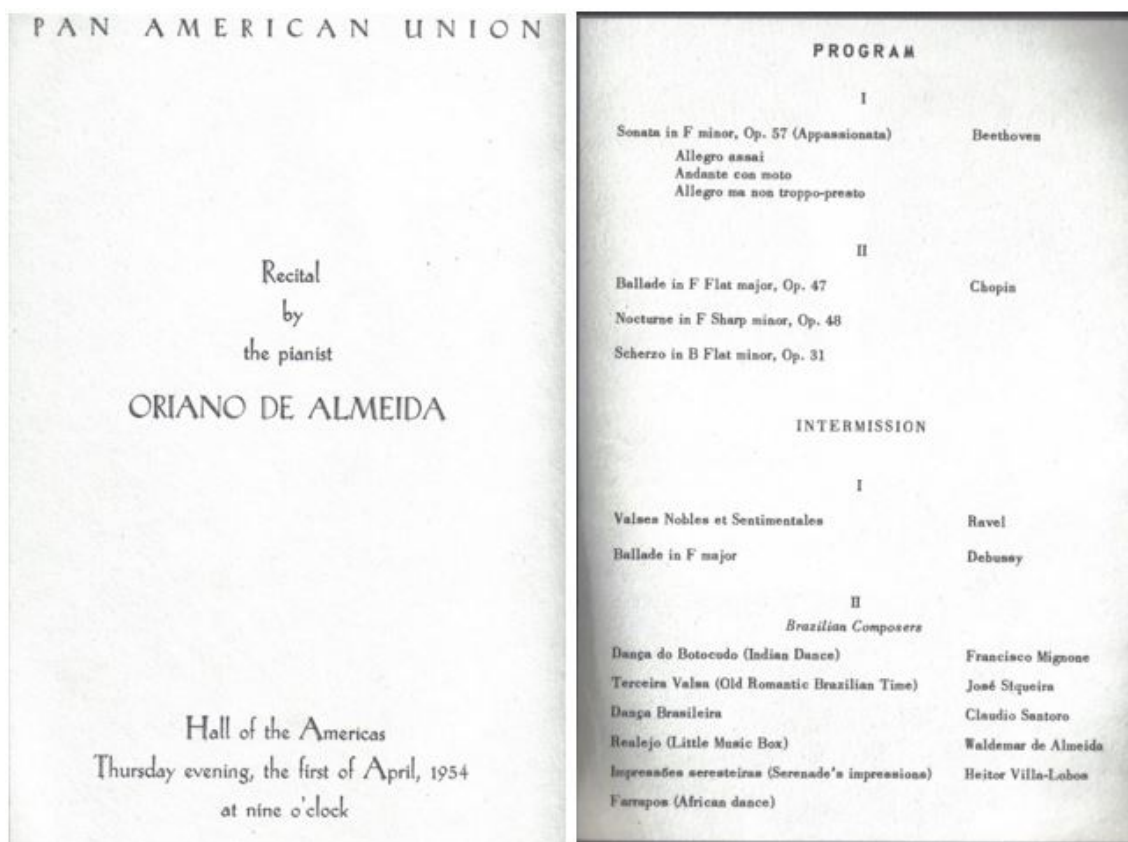 PAN AMERICAN UNION
Recital
by
the pianist
ORIANO DE ALMEIDA
Hall of the Americas
Thursday evening, the first of April, 1954
at nine o'clock
PROGRAM
I
Sonata in F minor, Op. 57 (Appassionata) Beethoven
Allegro assai
Andante con moto
Allegro ma non troppo-presto
II
Ballade in F Flat major, Op. 47 Chopin
Nocturne in F Sharp minor, Op. 48
Scherzo in B Flat minor, Op. 31
INTERMISSION
I
Valses Nobles et Sentimentales Ravel
Ballade in F major Debussy
II
Brazilian Composers
Dança do Botocudo (Indian Dance) Francisco Mignone
Terceira Valsa (Old Romantic Brazilian Time) José Siqueira
Dança Brasileira Claudio Santoro
Realejo (Little Music Box) Waldemar de Almeida
Impressões seresteiras (Serenade's impressions) Heitor Villa-Lobos
Farrapos (African dance)